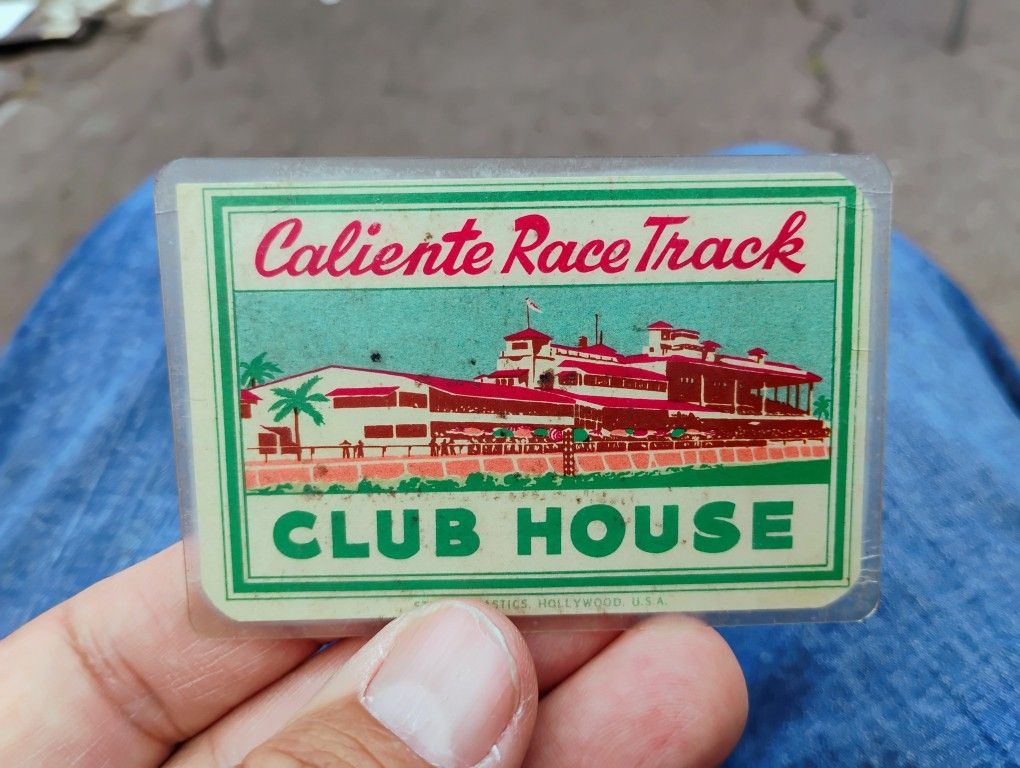 Caliente Race Track
CLUB HOUSE
HOLLYWOOD, U.S.A.